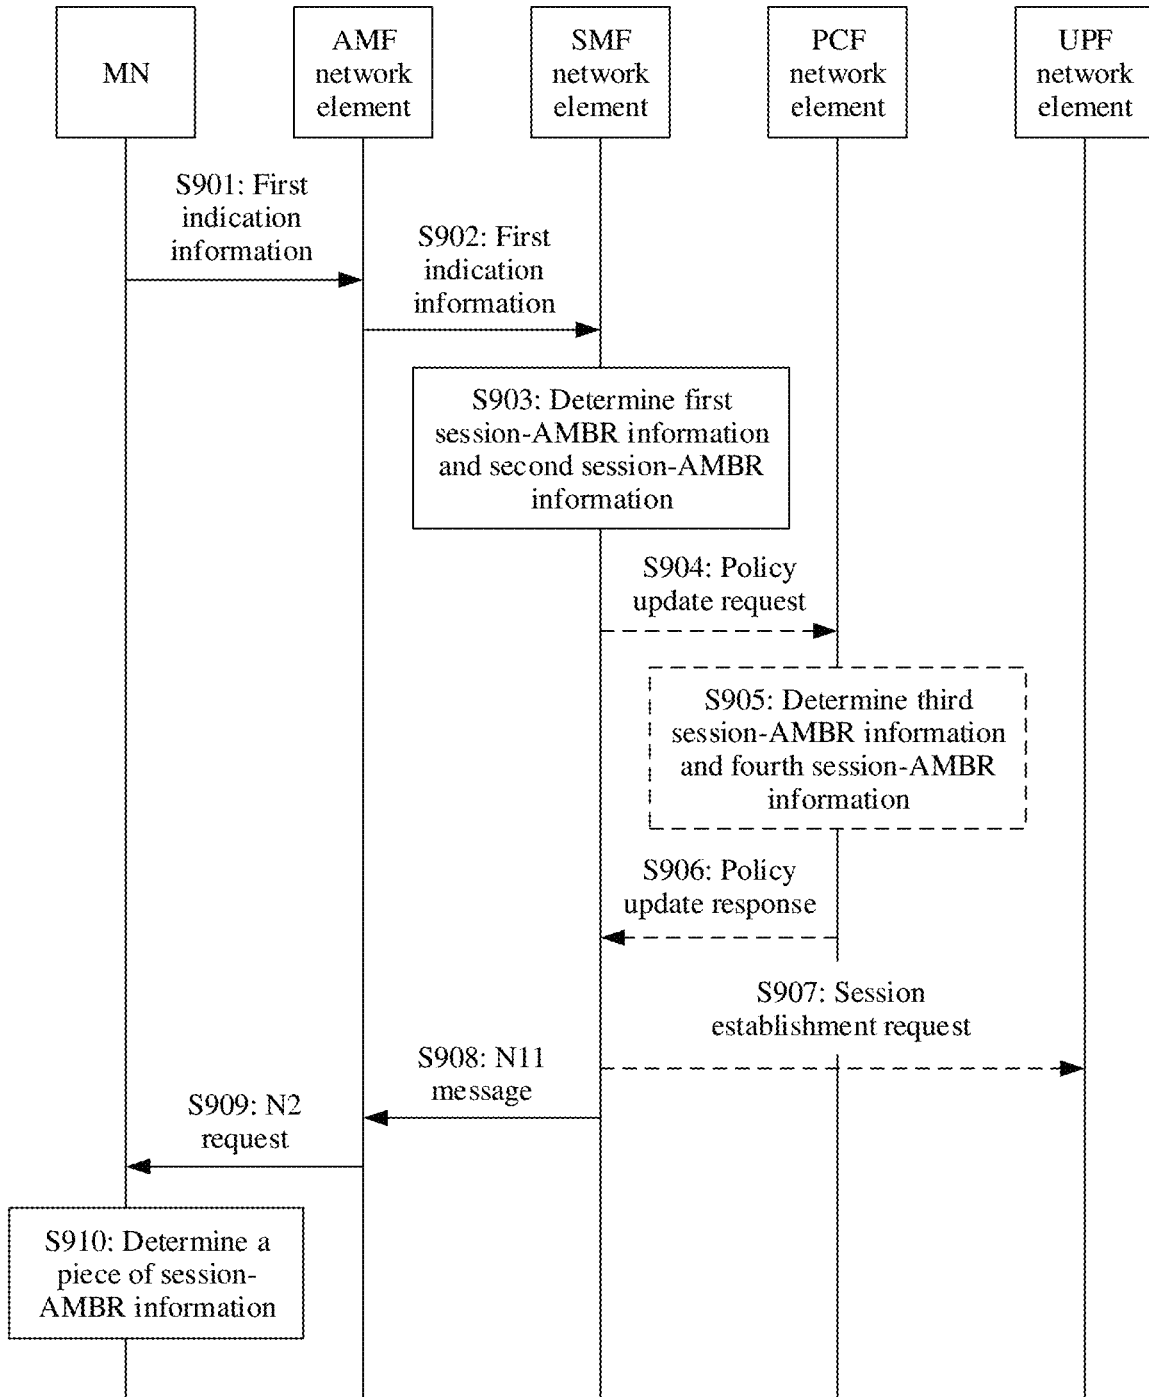 MN
AMF
network
element
SMF
network
element
PCF
network
element
UPF
network
element
S901: First
indication
information
S902: First
indication
information
S903: Determine first
session-AMBR information
and second session-AMBR
information
S904: Policy
update request
S905: Determine third
session-AMBR information
and fourth session-AMBR
information
S906: Policy
update response
S907: Session
establishment request
S908: N11
message
S909: N2
request
S910: Determine a
piece of session-
AMBR information